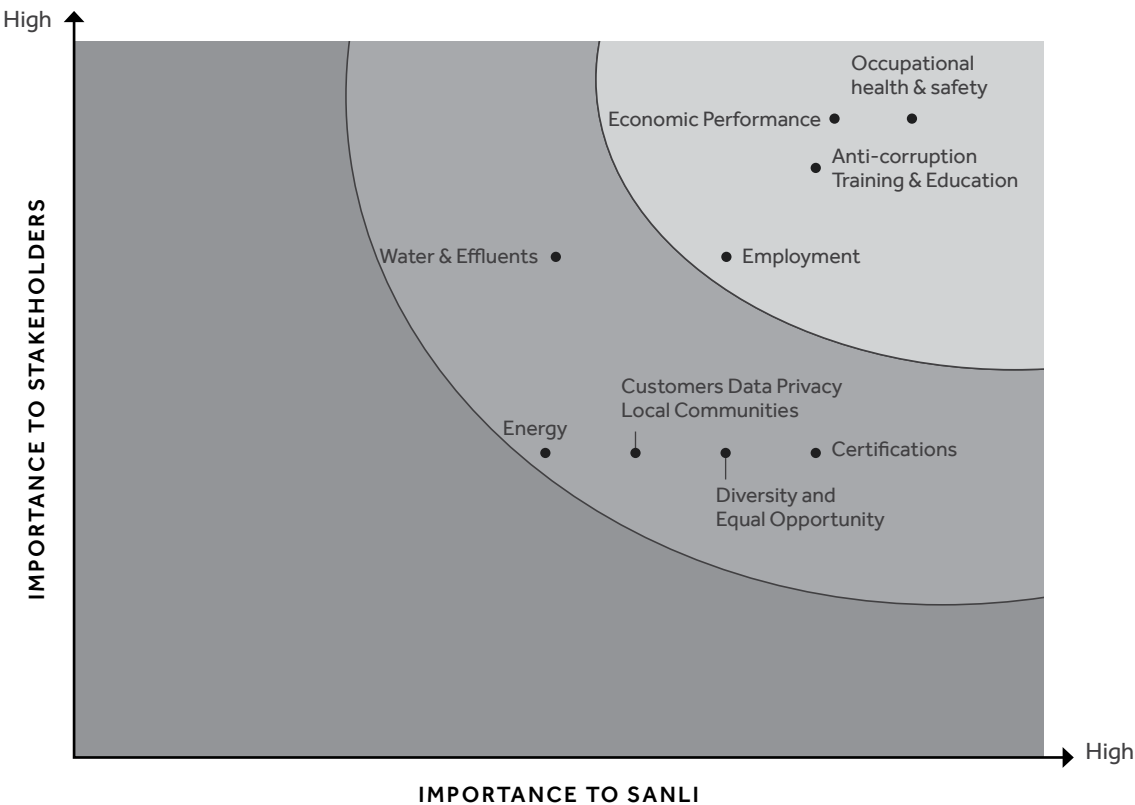 High
Occupational
health & safety
Economic Performance
Anti-corruption
Training & Education
Water & Effluents
Employment
IMPORTANCE TO STAKEHOLDERS
Customers Data Privacy
Local Communities
Energy
Certifications
Diversity and
Equal Opportunity
High
IMPORTANCE TO SANLI